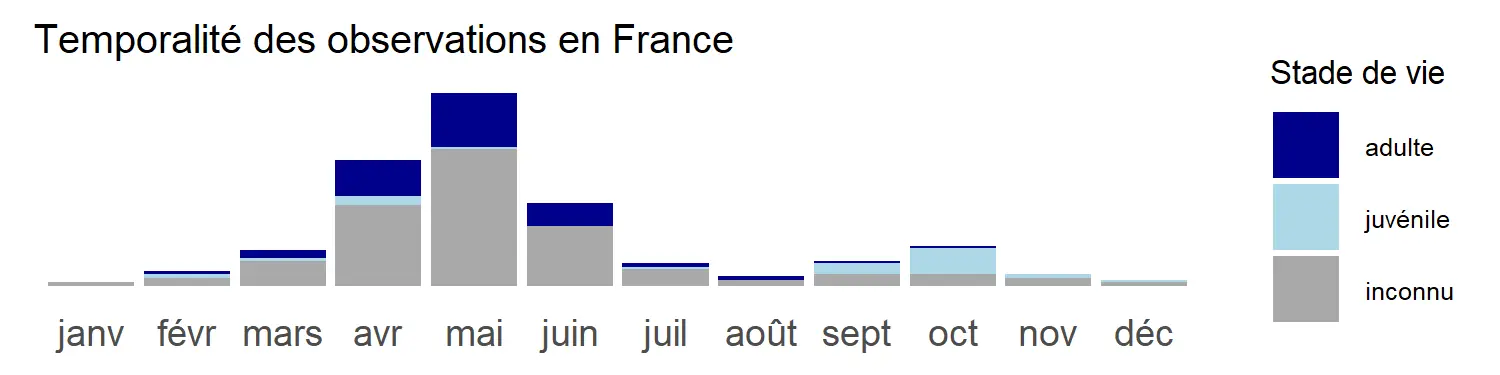 Temporalité des observations en France
Stade de vie
adulte
juvénile
inconnu
janv févr mars avr mai juin juil août sept oct nov déc